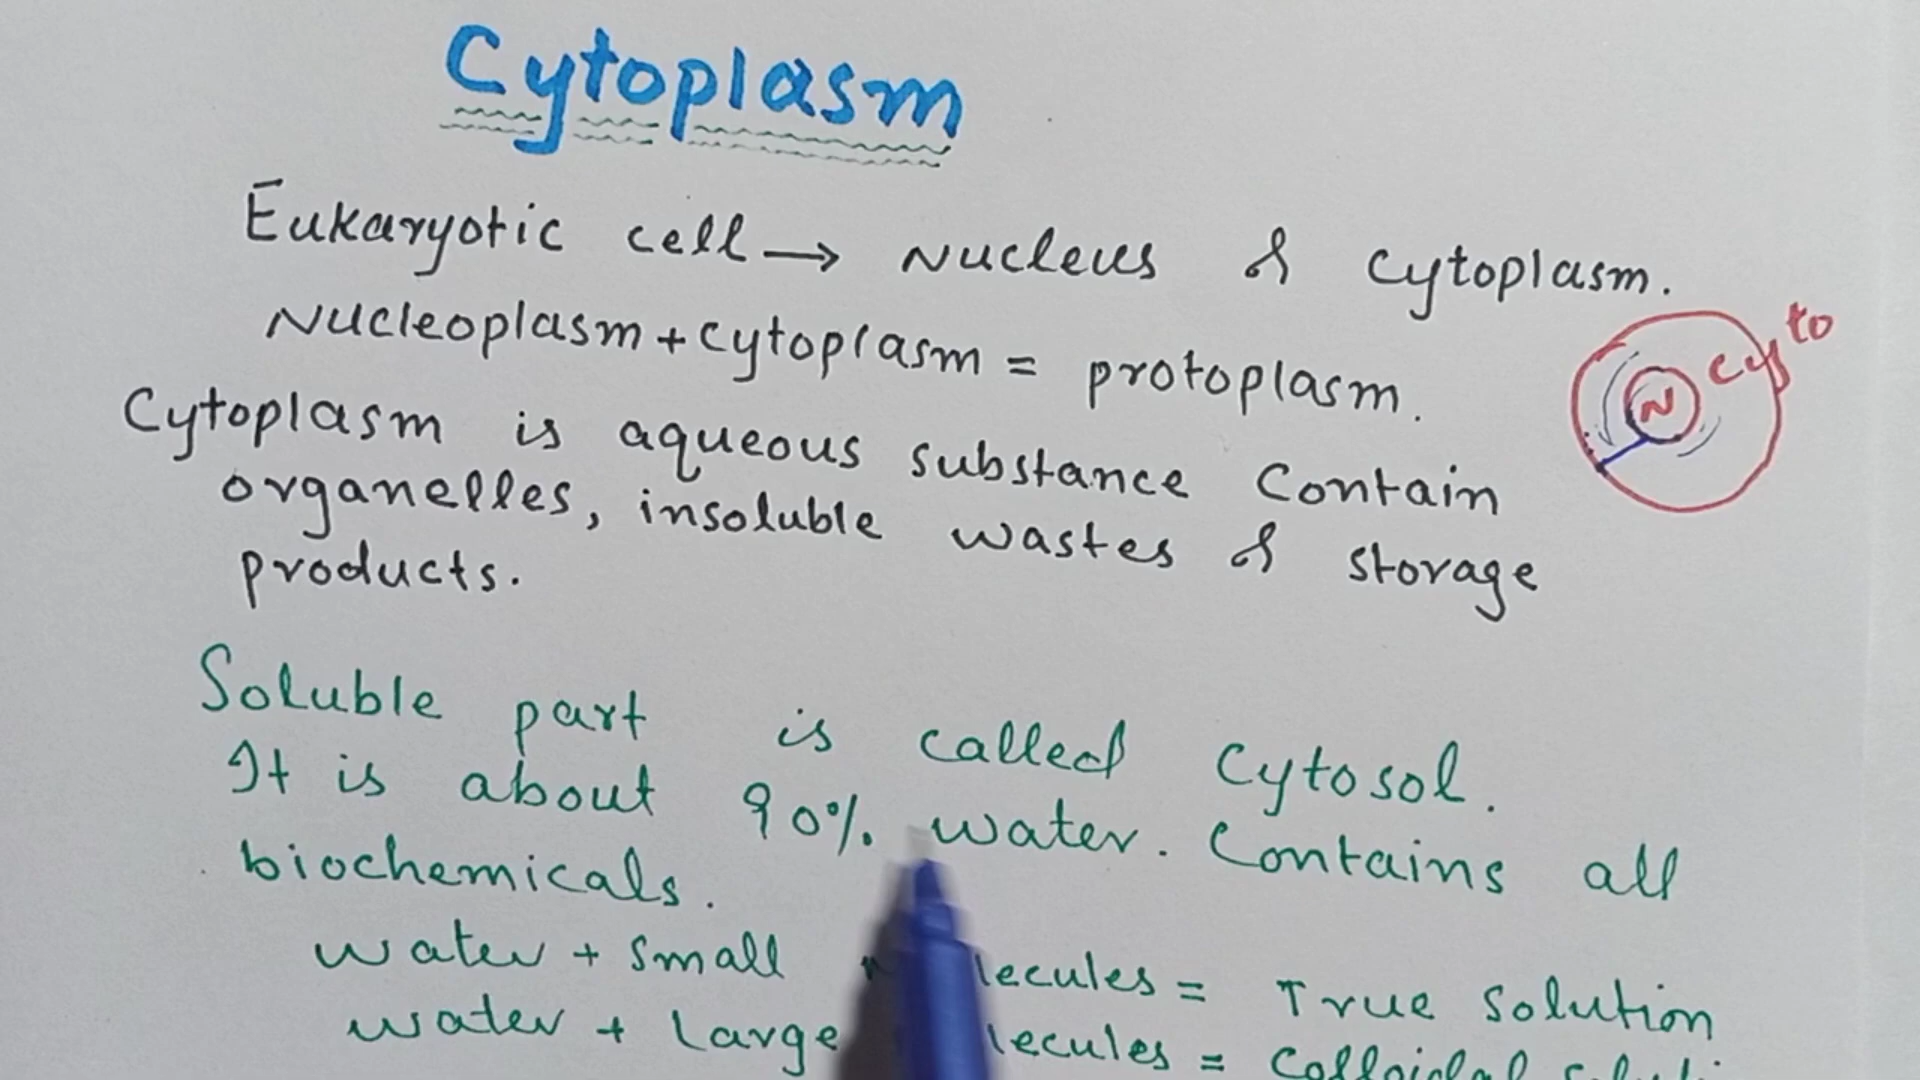 Cytoplasm
Eukaryotic cell → Nucleus & cytoplasm.
Nucleoplasm + cytoplasm = protoplasm.
cyto
N
Cytoplasm is aqueous substance Contain
organelles, insoluble wastes & storage
products.
Soluble part is called Cytosol.
It is about 90% water. Contains all
biochemicals.
water + small lecules = True solution
water + Large lecules = Colloidal